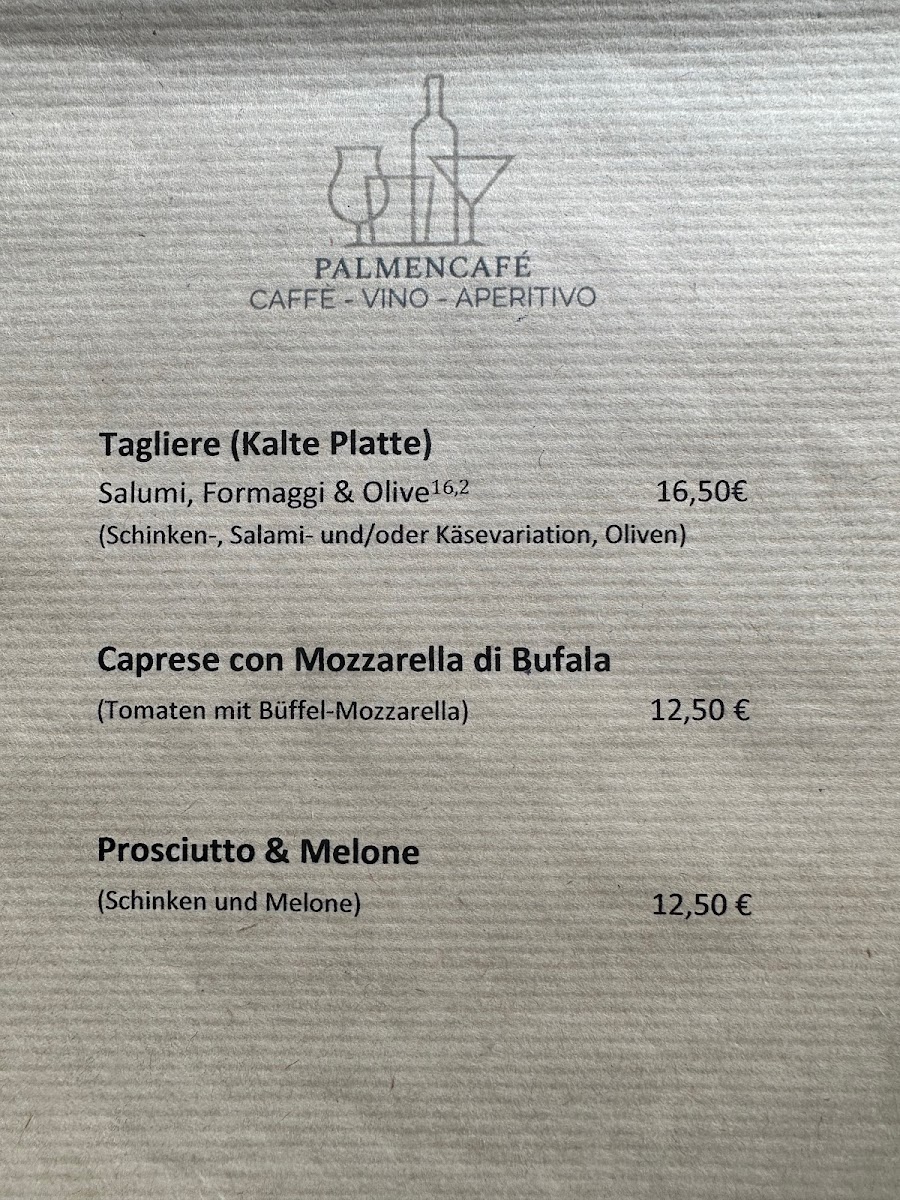 PALMENCAFÉ
CAFFÈ - VINO - APERITIVO
Tagliere (Kalte Platte)
Salumi, Formaggi & Olive16,2 16,50€
(Schinken-, Salami- und/oder Käsevariation, Oliven)
Caprese con Mozzarella di Bufala
(Tomaten mit Büffel-Mozzarella) 12,50 €
Prosciutto & Melone
(Schinken und Melone) 12,50 €